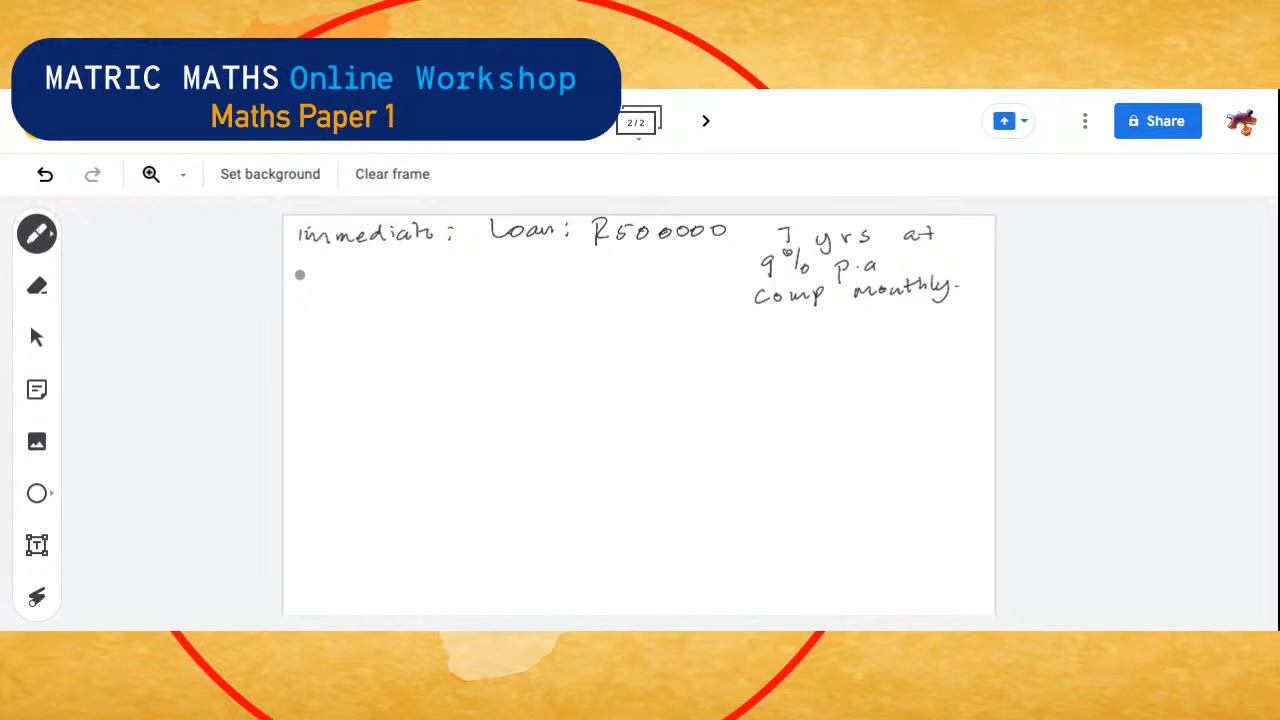 MATRIC MATHS Online Workshop
Maths Paper 1
2/2
Share
Set background
Clear frame
immediate : Loan : R500000 7 yrs at
9% p.a
comp monthly.